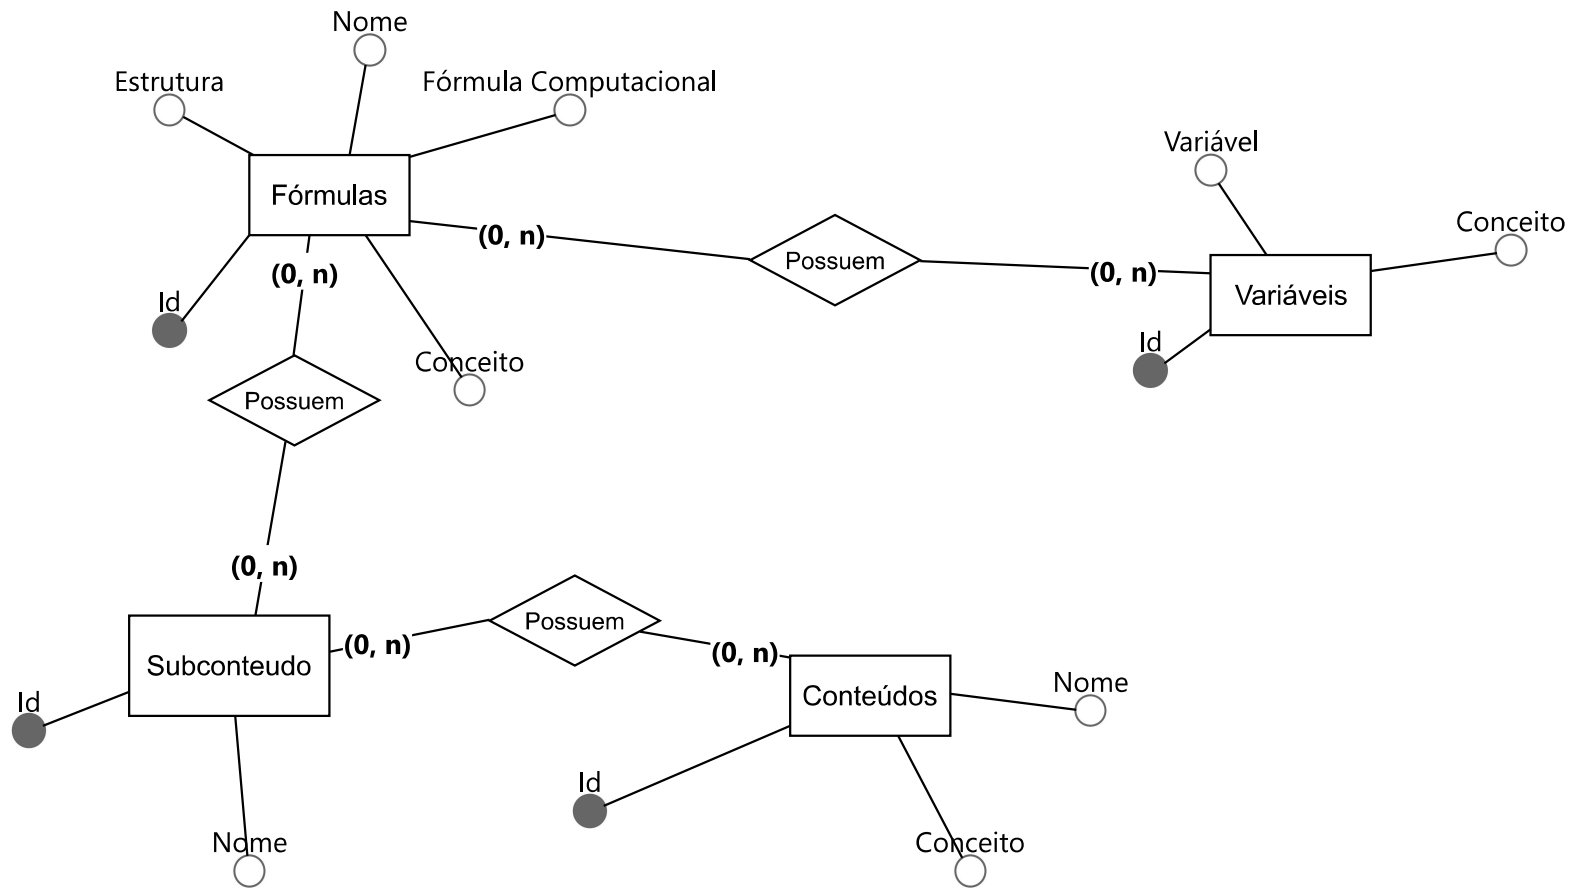 Nome
Estrutura
Fórmula Computacional
Variável
Fórmulas
Conceito
(0, n)
Possuem
(0, n)
(0, n)
Variáveis
Id
Id
Conceito
Possuem
(0, n)
Possuem
(0, n)
(0, n)
Subconteudo
Conteúdos
Nome
Id
Id
Nome
Conceito